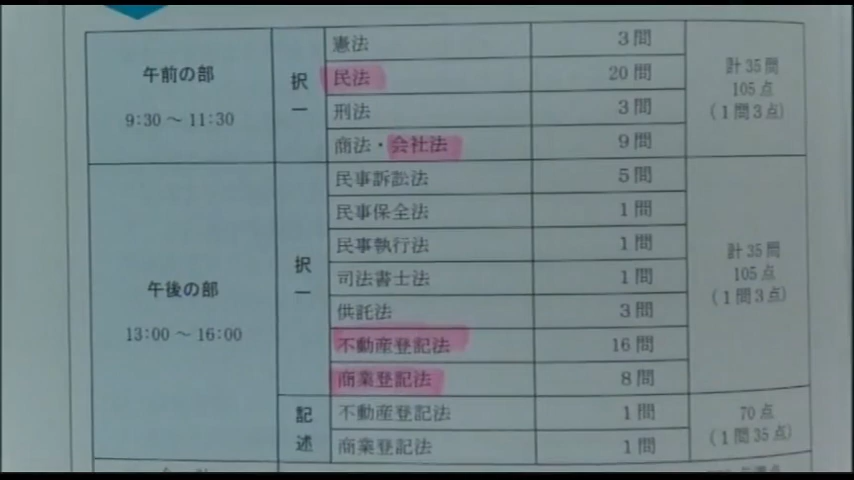 午前の部
9:30 ～ 11:30
択一
憲法 3問
民法 20問
刑法 3問
商法・会社法 9問
計35問
105点
(1問3点)
午後の部
13:00 ～ 16:00
択一
民事訴訟法 5問
民事保全法 1問
民事執行法 1問
司法書士法 1問
供託法 3問
不動産登記法 16問
商業登記法 8問
計35問
105点
(1問3点)
記述
不動産登記法 1問
商業登記法 1問
70点
(1問35点)